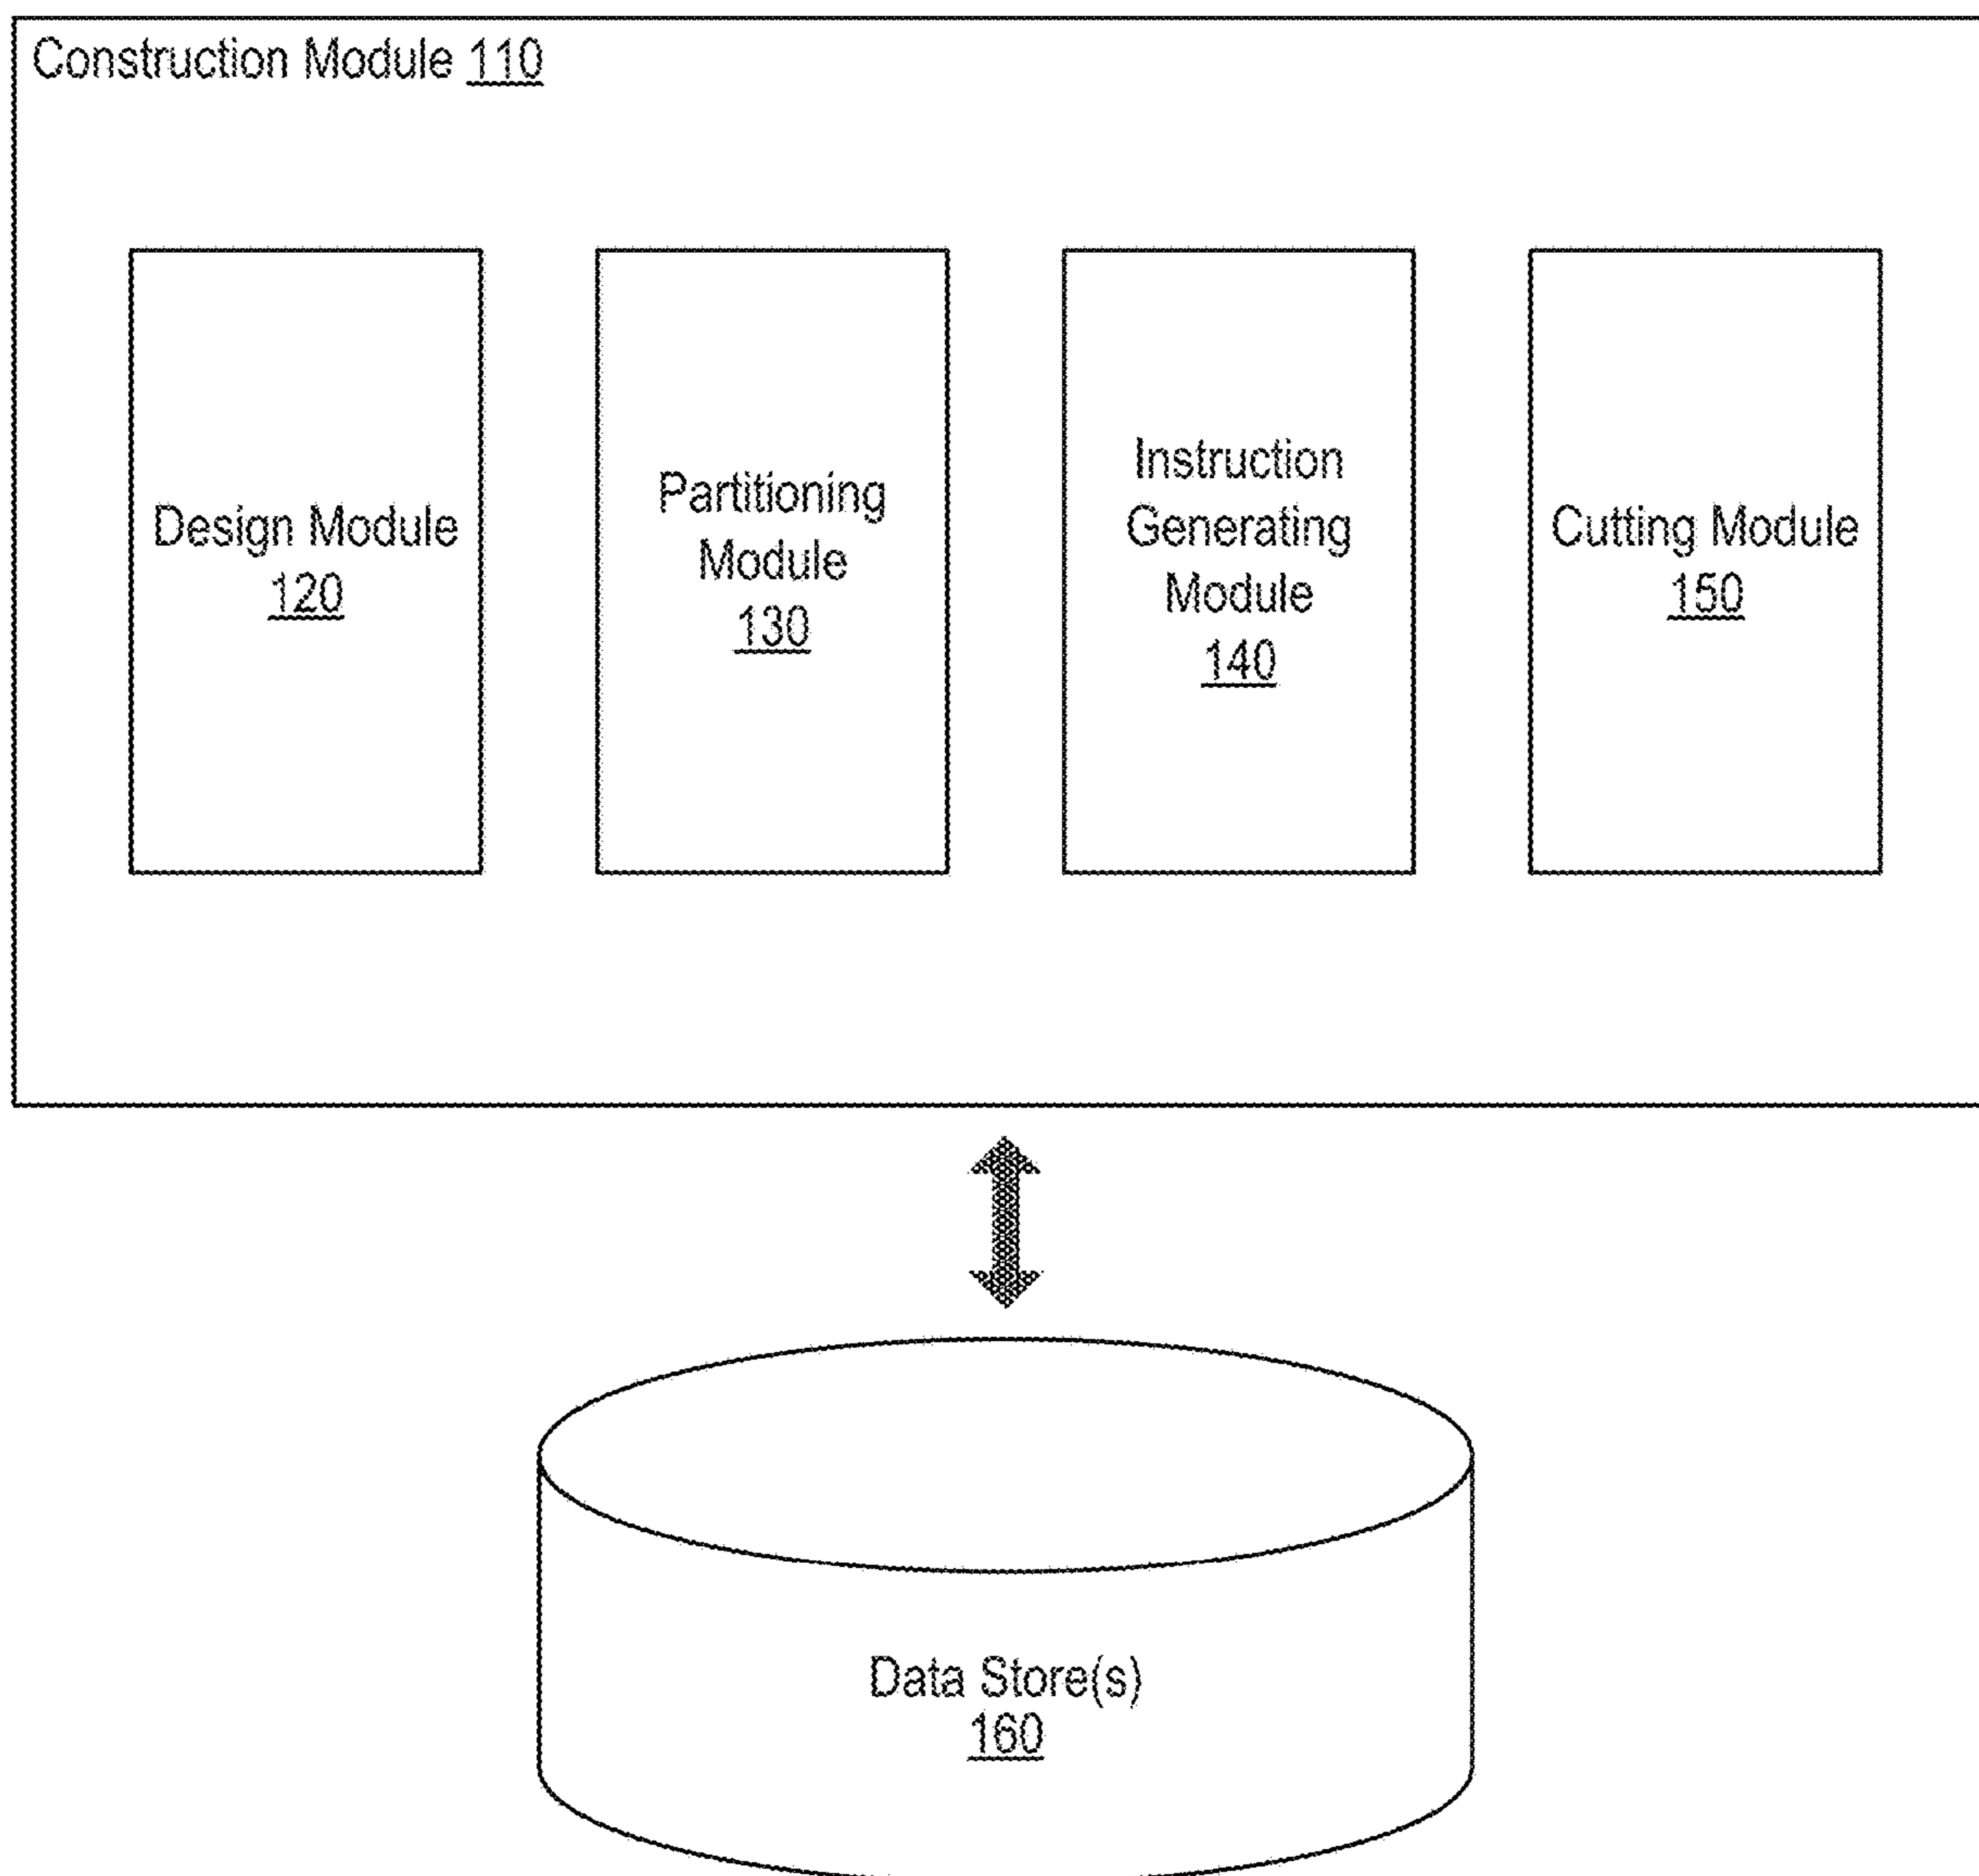 Construction Module 110
Design Module
120
Partitioning
Module
130
Instruction
Generating
Module
140
Cutting Module
150
Data Store(s)
160